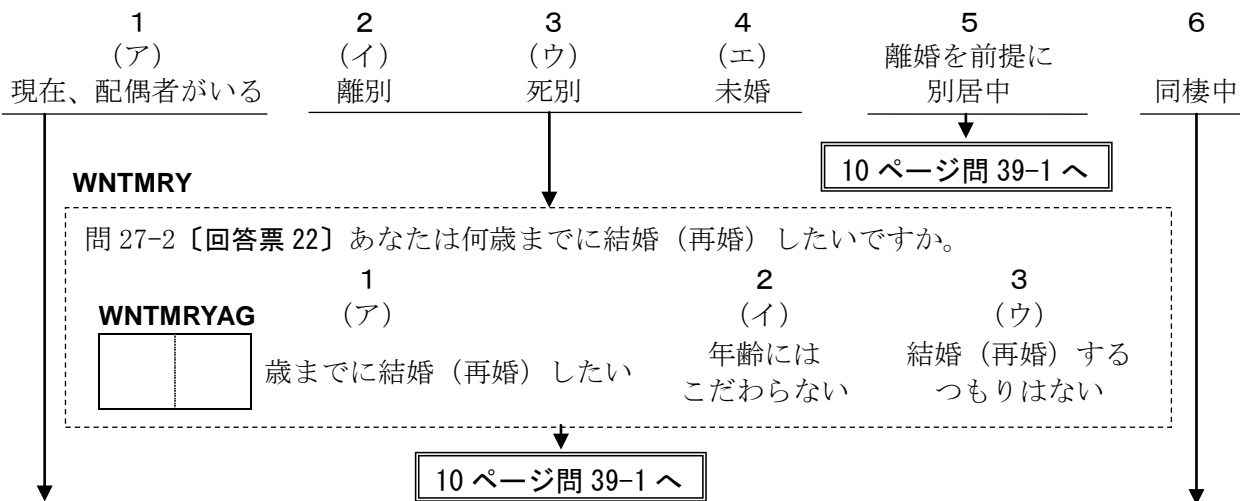 1 2 3 4 5 6
(ア) (イ) (ウ) (エ) 離婚を前提に
現在、配偶者がいる 離別 死別 未婚 別居中 同棲中
10 ページ問 39-1 へ
WNTMRY
問 27-2〔回答票 22〕あなたは何歳までに結婚(再婚)したいですか。
1 2 3
WNTMRYAG (ア) (イ) (ウ)
歳までに結婚(再婚)したい 年齢には 結婚(再婚)する
こだわらない つもりはない
10 ページ問 39-1 へ